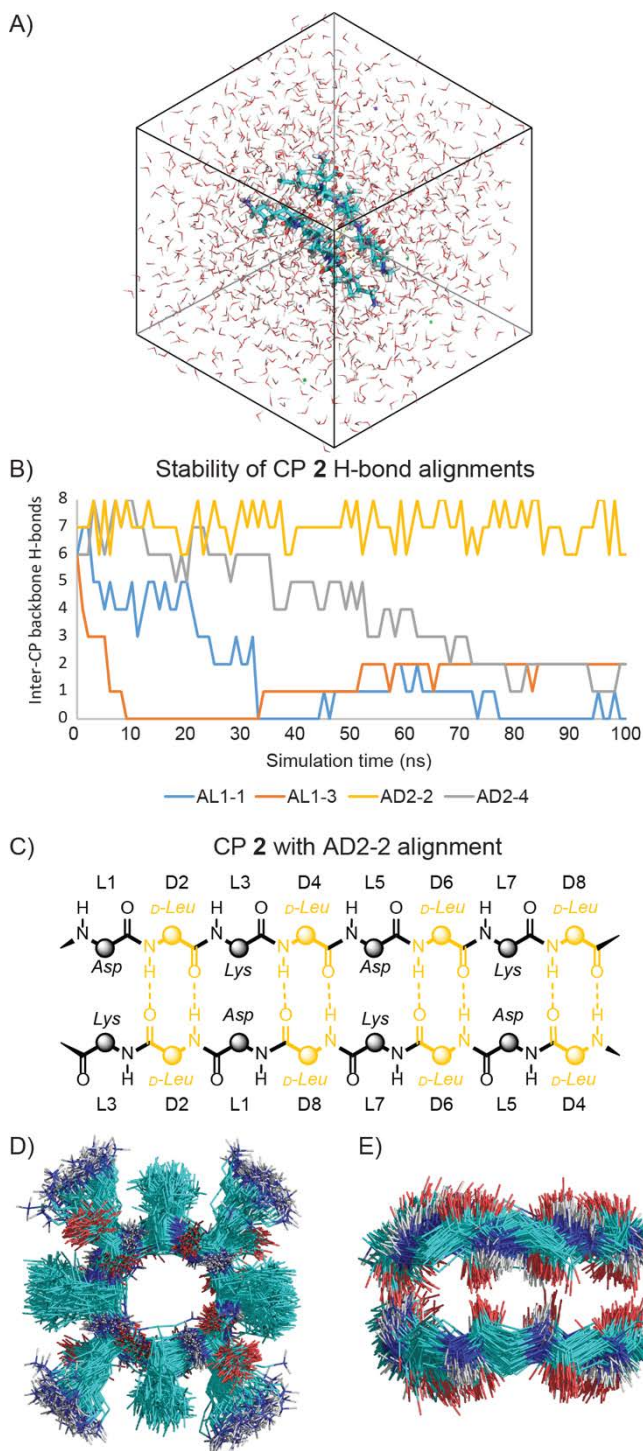 A)
B)
Stability of CP 2 H-bond alignments
Inter-CP backbone H-bonds
8
7
6
5
4
3
2
1
0
0 10 20 30 40 50 60 70 80 90 100
Simulation time (ns)
AL1-1 AL1-3 AD2-2 AD2-4
C)
CP 2 with AD2-2 alignment
L1 D2 L3 D4 L5 D6 L7 D8
H O D-Leu H O D-Leu H O D-Leu H O D-Leu
N N N N N N N N
Asp H O Lys H O Asp H O Lys H O
Lys O H Asp O H Lys O H Asp O H
N N N N N N N N
O H D-Leu O H D-Leu O H D-Leu O H D-Leu
L3 D2 L1 D8 L7 D6 L5 D4
D)
E)